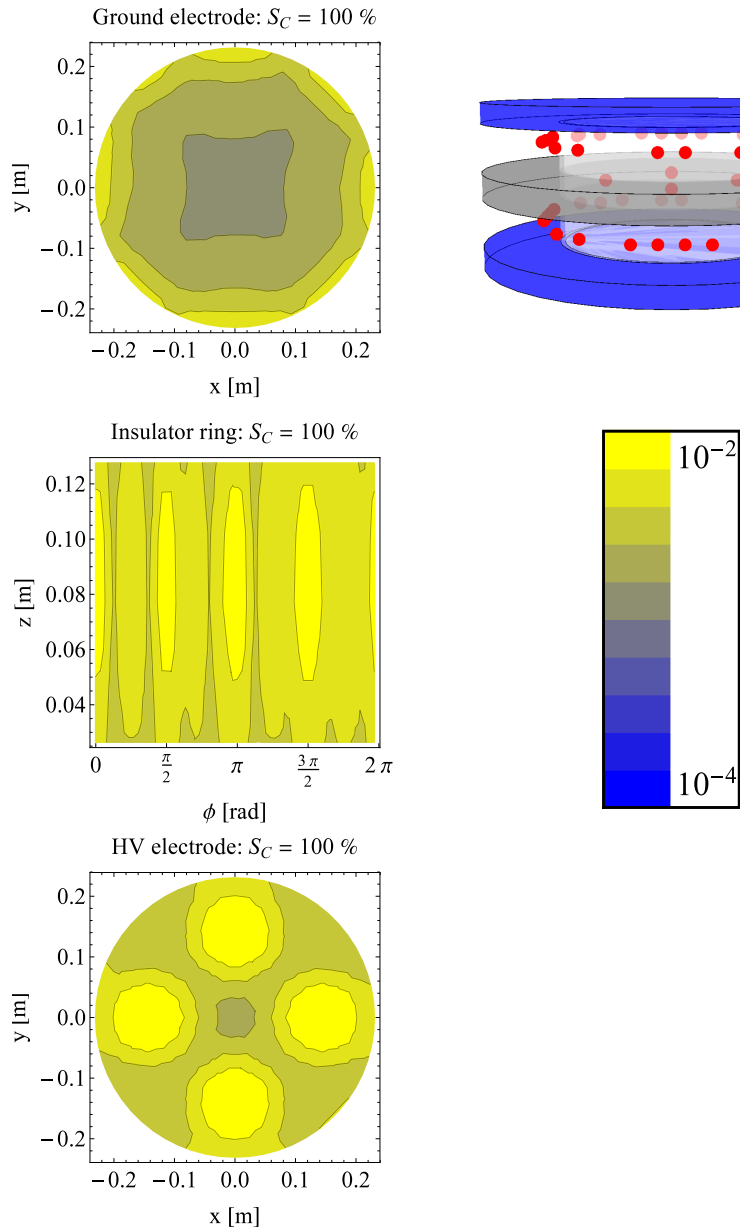 Ground electrode: S_C = 100 %
0.2
0.1
0.0
−0.1
−0.2
y [m]
−0.2 −0.1 0.0 0.1 0.2
x [m]
Insulator ring: S_C = 100 %
0.12
0.10
0.08
0.06
0.04
z [m]
0 π/2 π 3π/2 2π
ϕ [rad]
10⁻²
10⁻⁴
HV electrode: S_C = 100 %
0.2
0.1
0.0
−0.1
−0.2
y [m]
−0.2 −0.1 0.0 0.1 0.2
x [m]